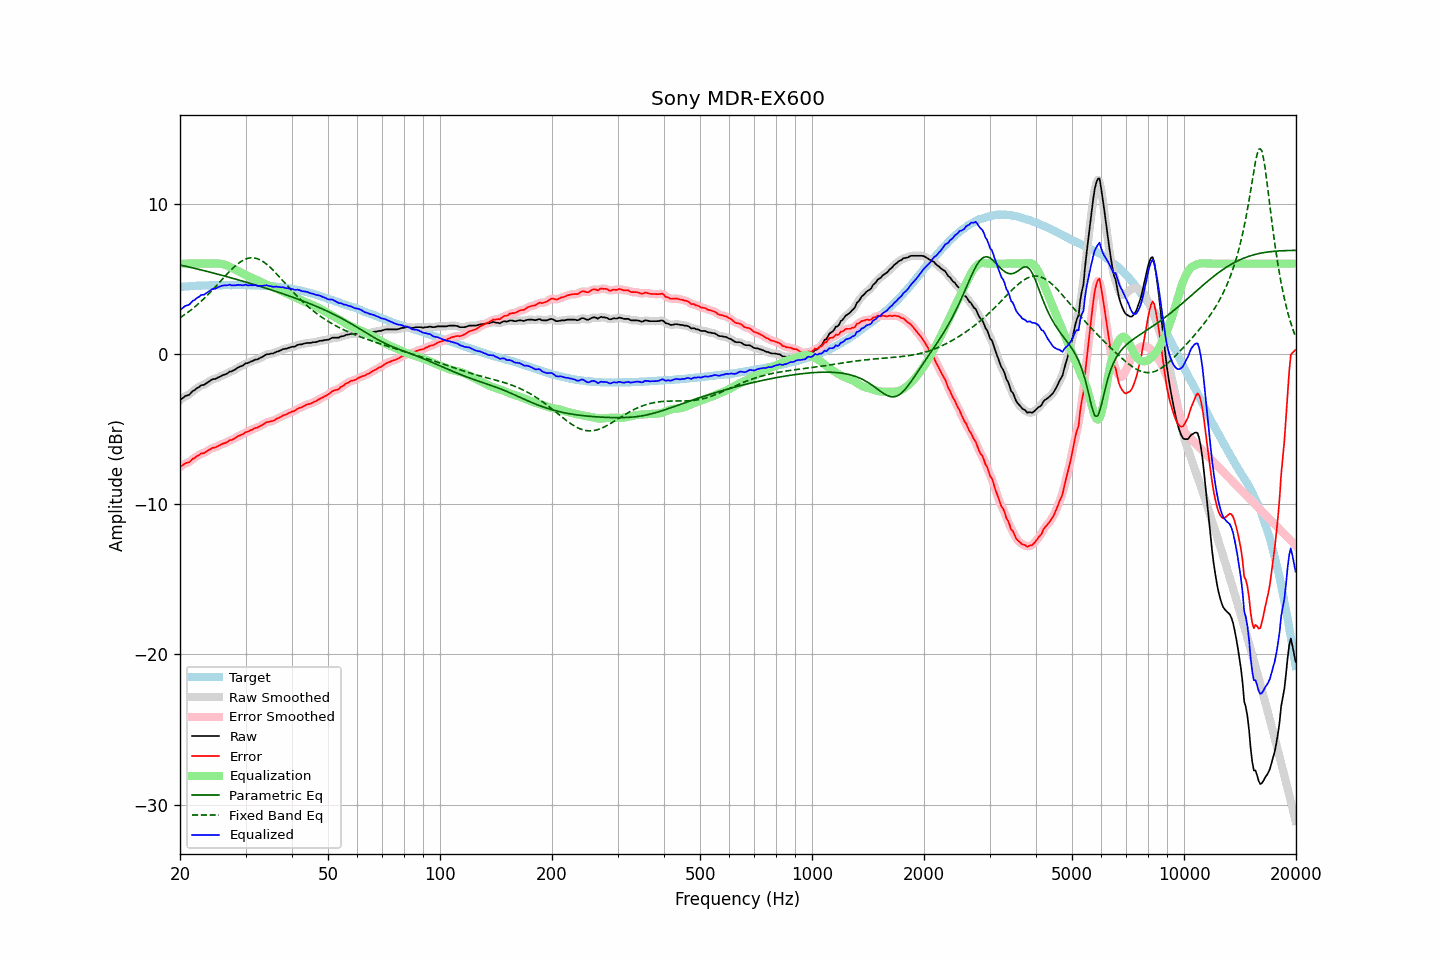 Sony MDR-EX600
Amplitude (dBr)
10
0
−10
−20
−30
Target
Raw Smoothed
Error Smoothed
Raw
Error
Equalization
Parametric Eq
Fixed Band Eq
Equalized
20 50 100 200 500 1000 2000 5000 10000 20000
Frequency (Hz)